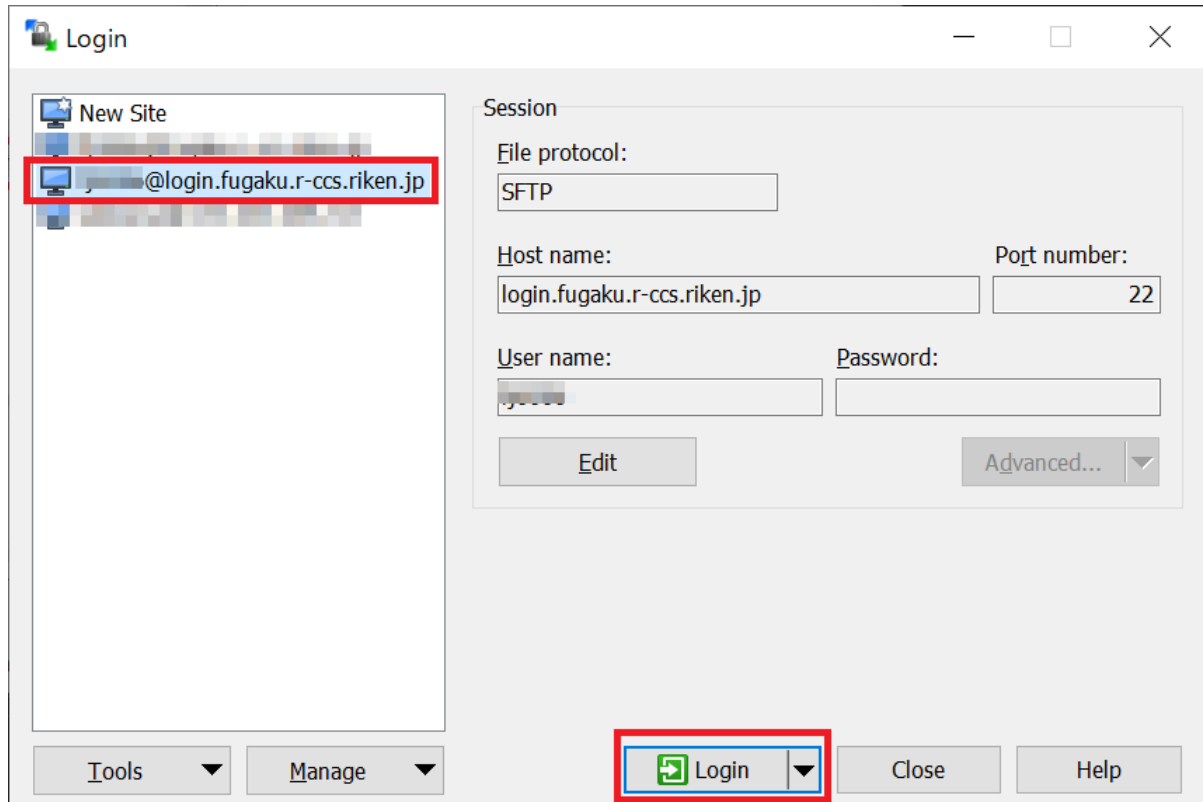 Login
New Site
@login.fugaku.r-ccs.riken.jp
Session
File protocol:
SFTP
Host name:
Port number:
login.fugaku.r-ccs.riken.jp
22
User name:
Password:
Edit
Advanced...
Tools
Manage
Login
Close
Help